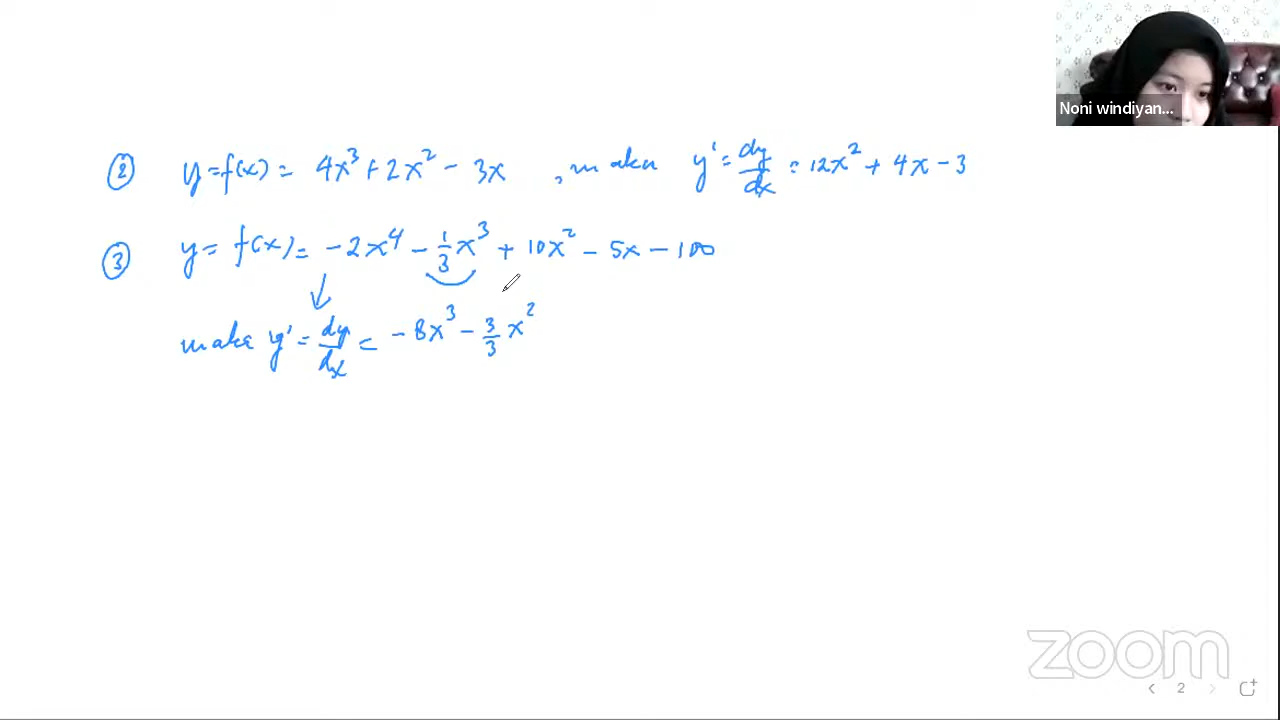 Noni windiyan...
② y=f(x) = 4x³ + 2x² - 3x , maka y' = dy/dx = 12x² + 4x - 3
③ y = f(x) = -2x⁴ - 1/3 x³ + 10x² - 5x - 100
maka y' = dy/dx = -8x³ - 3/3 x²
zoom
2